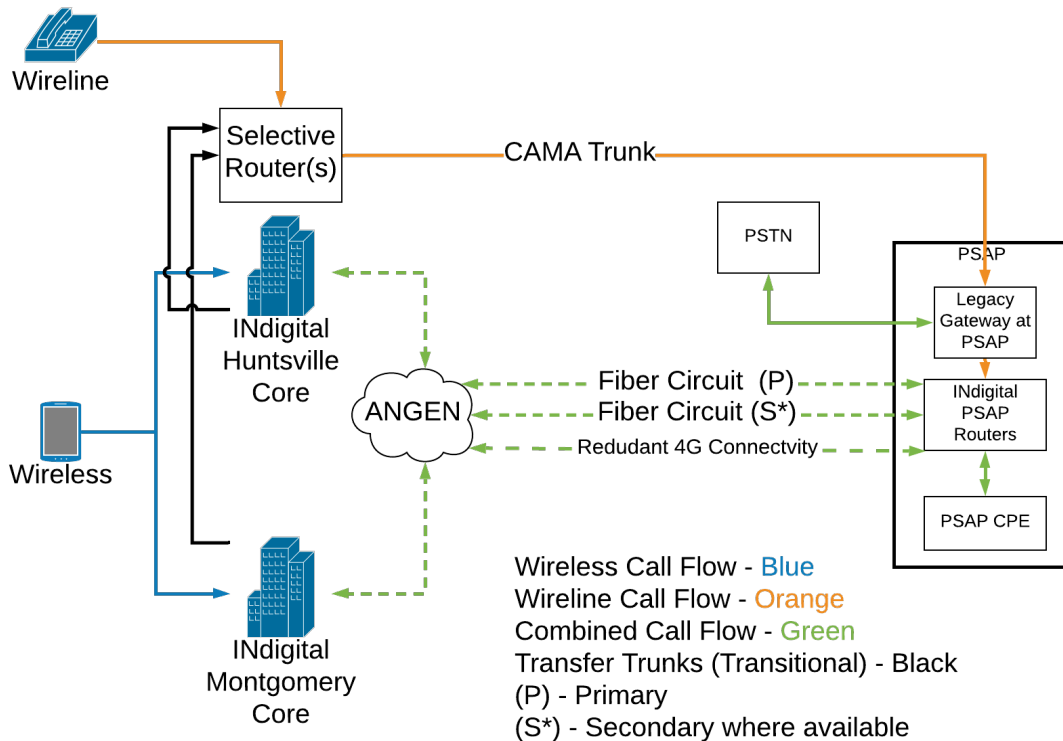 Wireline
Selective
Router(s)
CAMA Trunk
PSTN
PSAP
Legacy
Gateway at
PSAP
INdigital
Huntsville
Core
ANGEN
Fiber Circuit (P)
Fiber Circuit (S*)
Redudant 4G Connectvity
INdigital
PSAP
Routers
Wireless
PSAP CPE
INdigital
Montgomery
Core
Wireless Call Flow - Blue
Wireline Call Flow - Orange
Combined Call Flow - Green
Transfer Trunks (Transitional) - Black
(P) - Primary
(S*) - Secondary where available